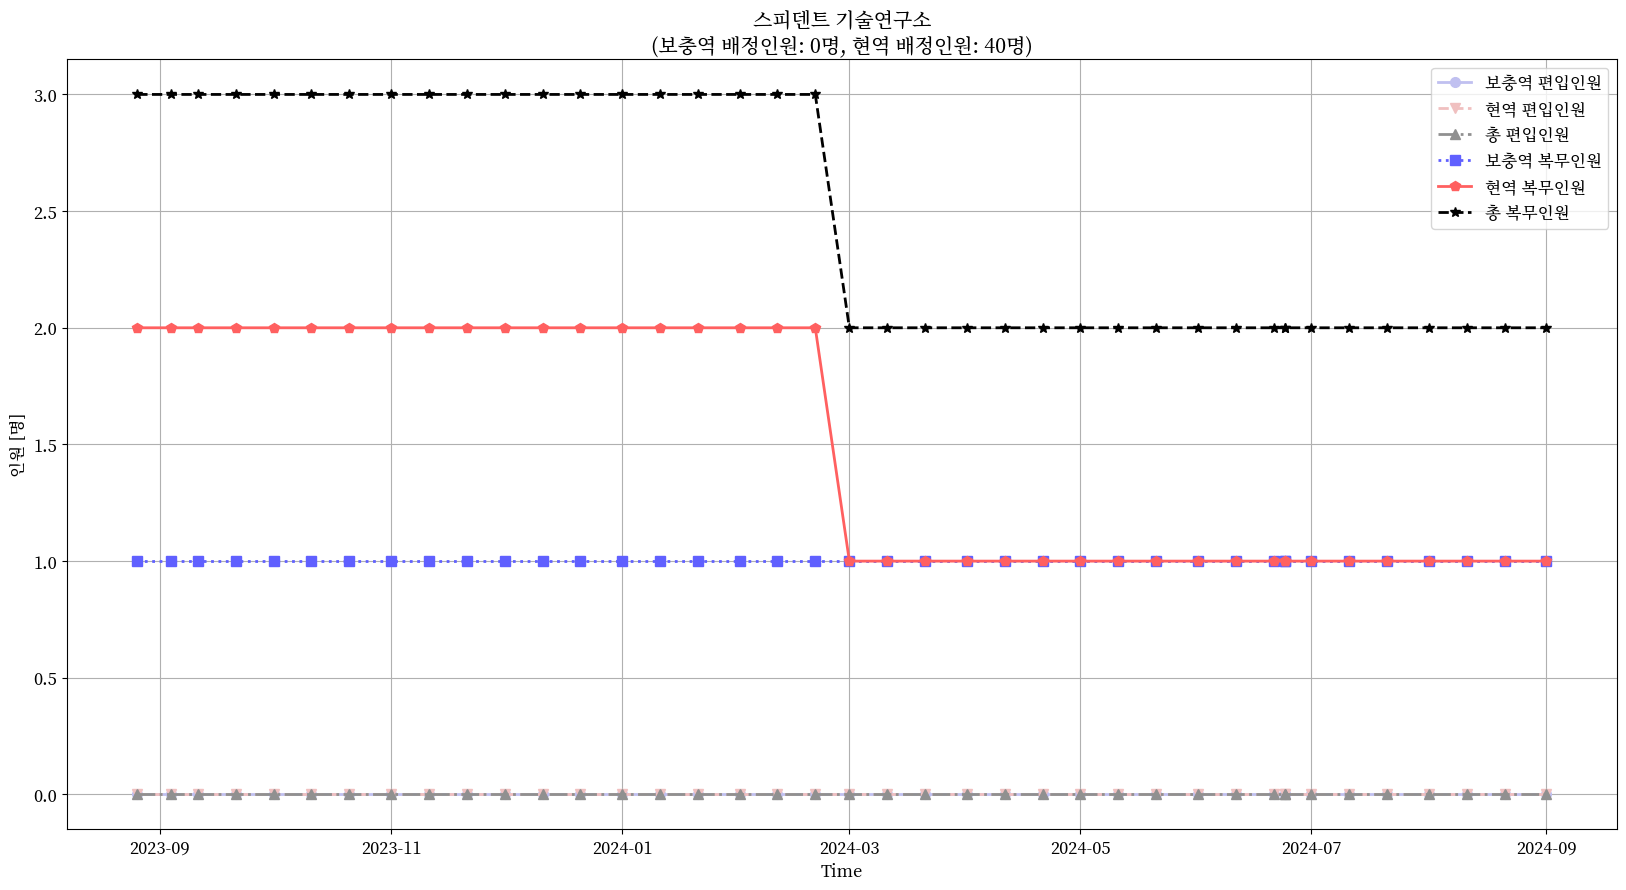 스피덴트 기술연구소
(보충역 배정인원: 0명, 현역 배정인원: 40명)
보충역 편입인원
현역 편입인원
총 편입인원
보충역 복무인원
현역 복무인원
총 복무인원
인원 [명]
3.0
2.5
2.0
1.5
1.0
0.5
0.0
2023-09
2023-11
2024-01
2024-03
2024-05
2024-07
2024-09
Time